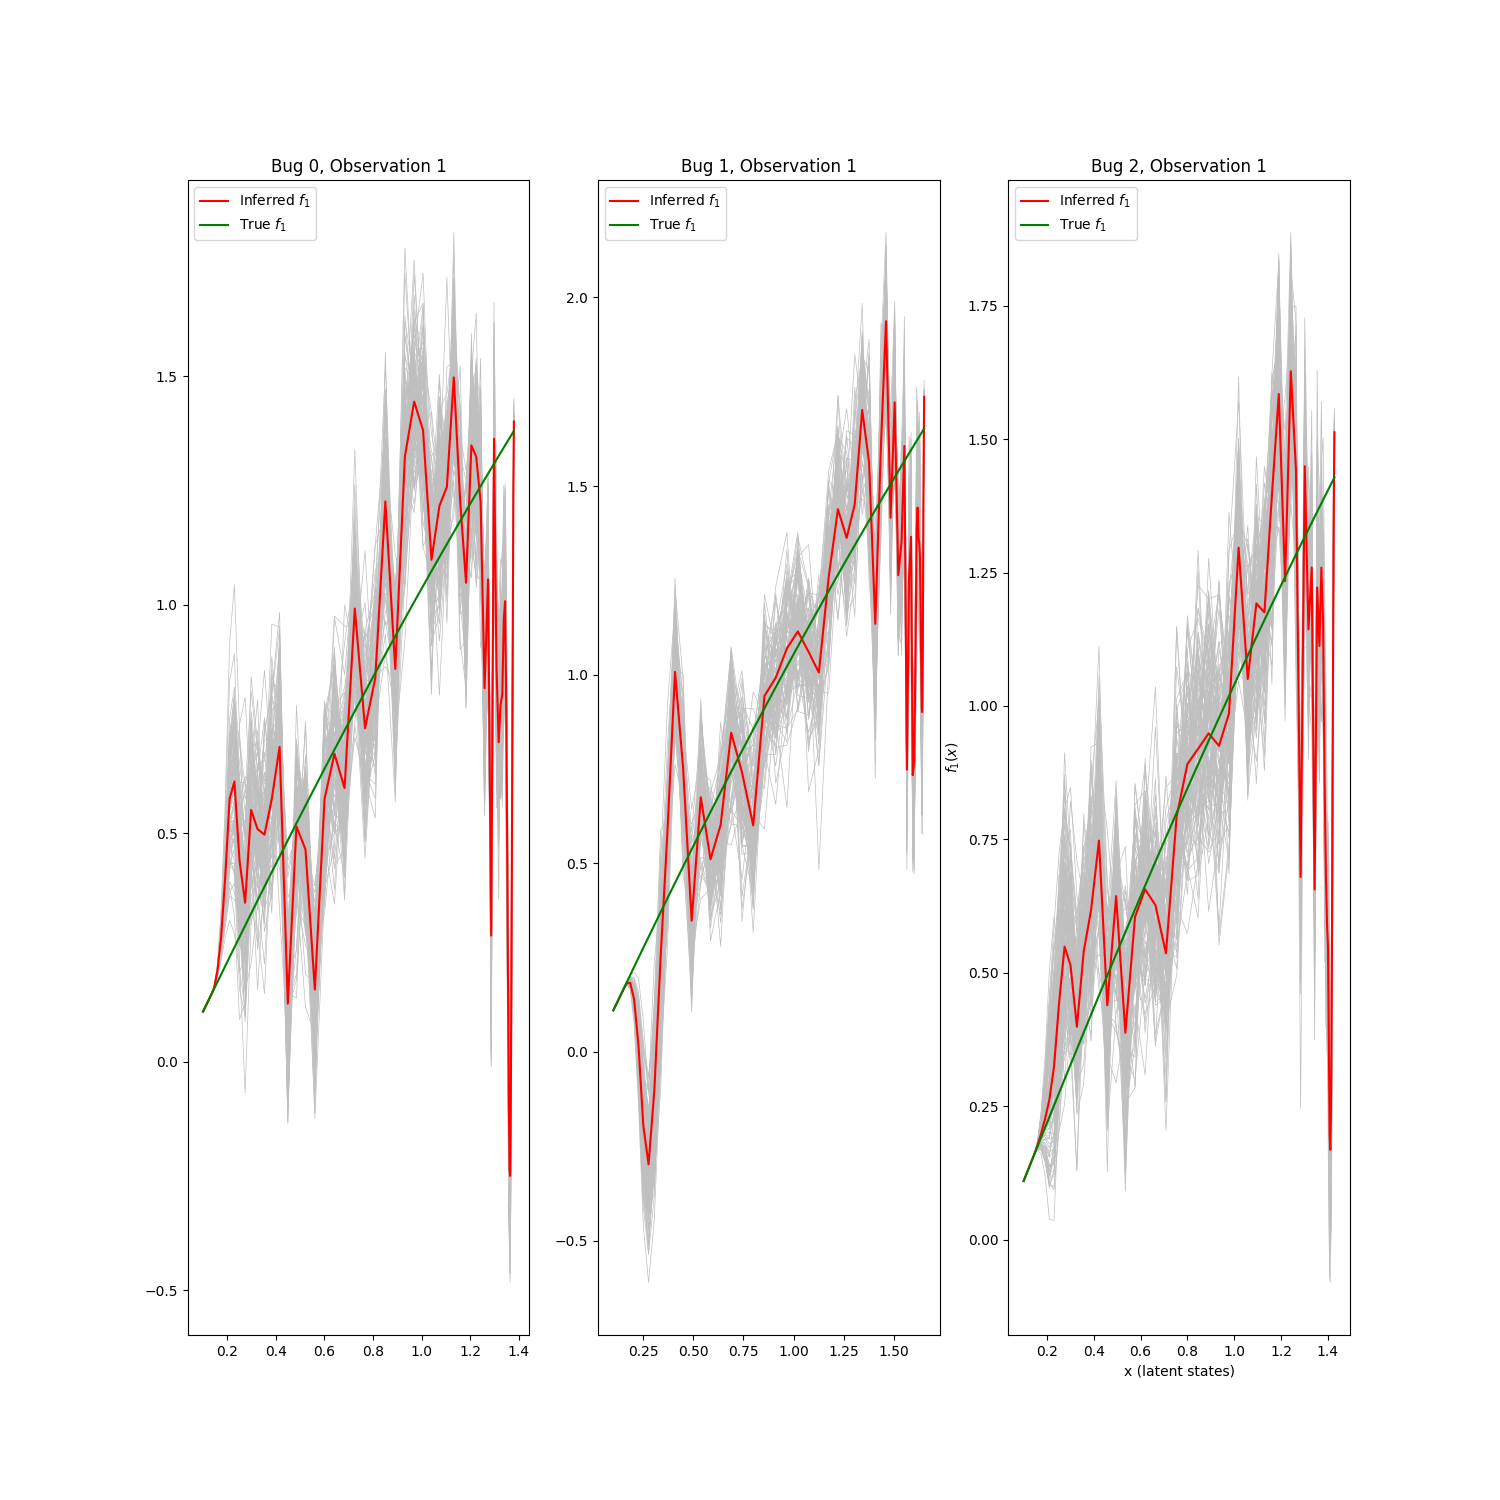 Bug 0, Observation 1
Inferred f₁
True f₁
1.5
1.0
0.5
0.0
−0.5
0.2 0.4 0.6 0.8 1.0 1.2 1.4
Bug 1, Observation 1
Inferred f₁
True f₁
2.0
1.5
1.0
0.5
0.0
−0.5
0.25 0.50 0.75 1.00 1.25 1.50
Bug 2, Observation 1
Inferred f₁
True f₁
f₁(x)
1.75
1.50
1.25
1.00
0.75
0.50
0.25
0.00
0.2 0.4 0.6 0.8 1.0 1.2 1.4
x (latent states)